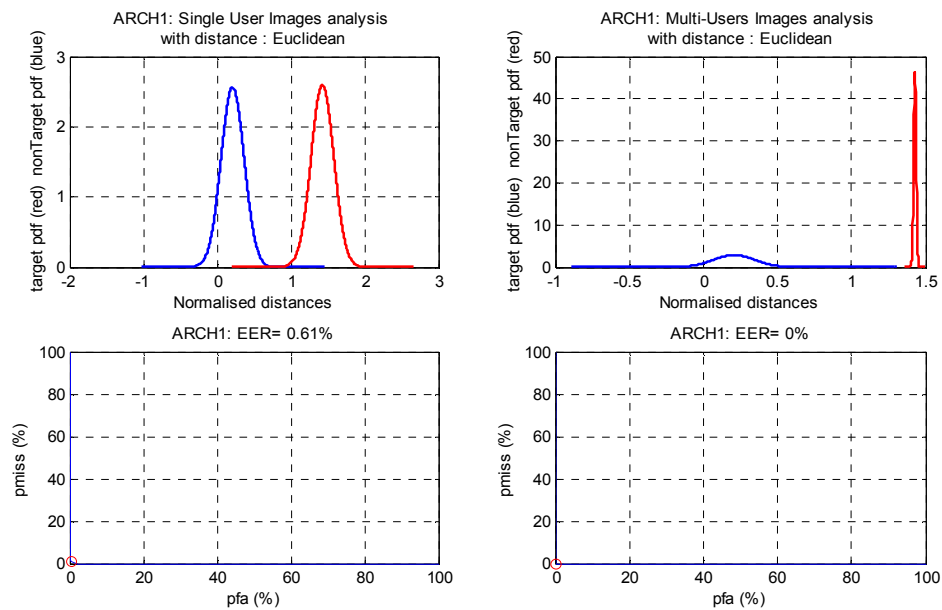 ARCH1: Single User Images analysis
with distance : Euclidean
target pdf (red)  nonTarget pdf (blue)
3
2
1
0
-2 -1 0 1 2 3
Normalised distances
ARCH1: Multi-Users Images analysis
with distance : Euclidean
target pdf (blue)  nonTarget pdf (red)
50
40
30
20
10
0
-1 -0.5 0 0.5 1 1.5
Normalised distances
ARCH1: EER= 0.61%
pmiss (%)
100
80
60
40
20
0
0 20 40 60 80 100
pfa (%)
ARCH1: EER= 0%
pmiss (%)
100
80
60
40
20
0
0 20 40 60 80 100
pfa (%)